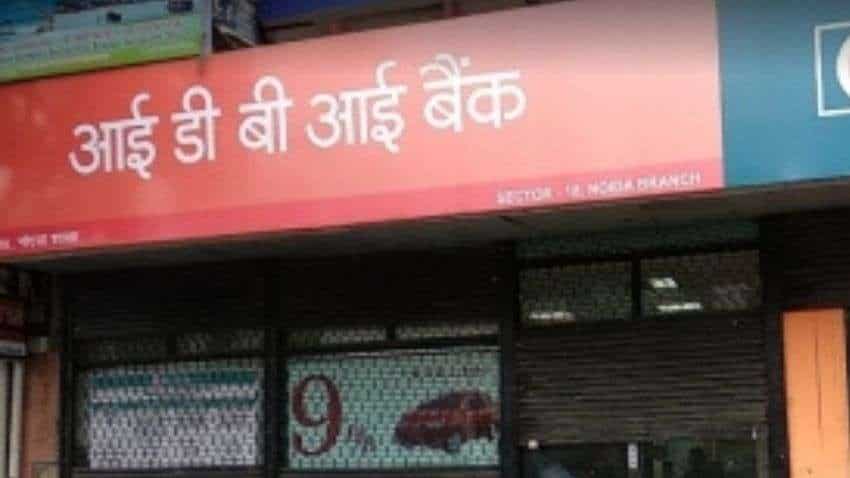 आई डी बी आई बैंक
SECTOR - 18, NOIDA BRANCH
9%